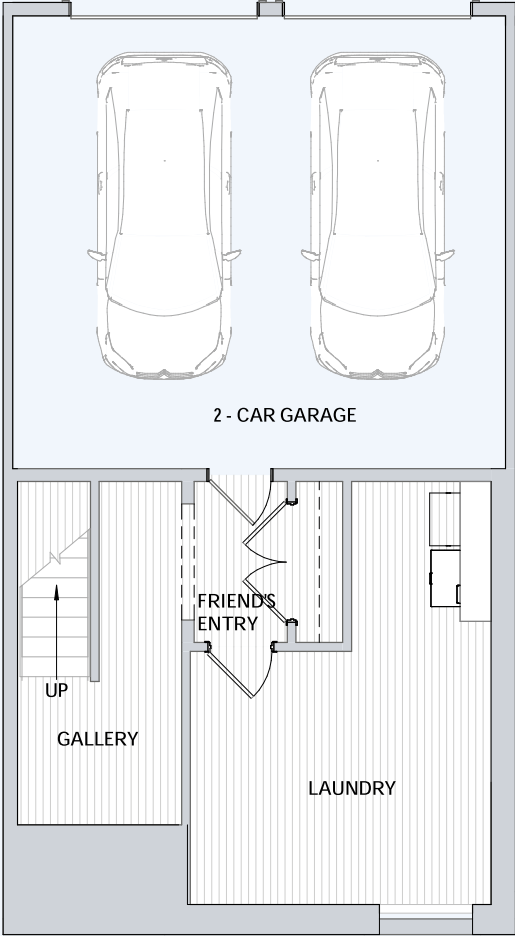 2 - CAR GARAGE
FRIEND'S
ENTRY
UP
GALLERY
LAUNDRY